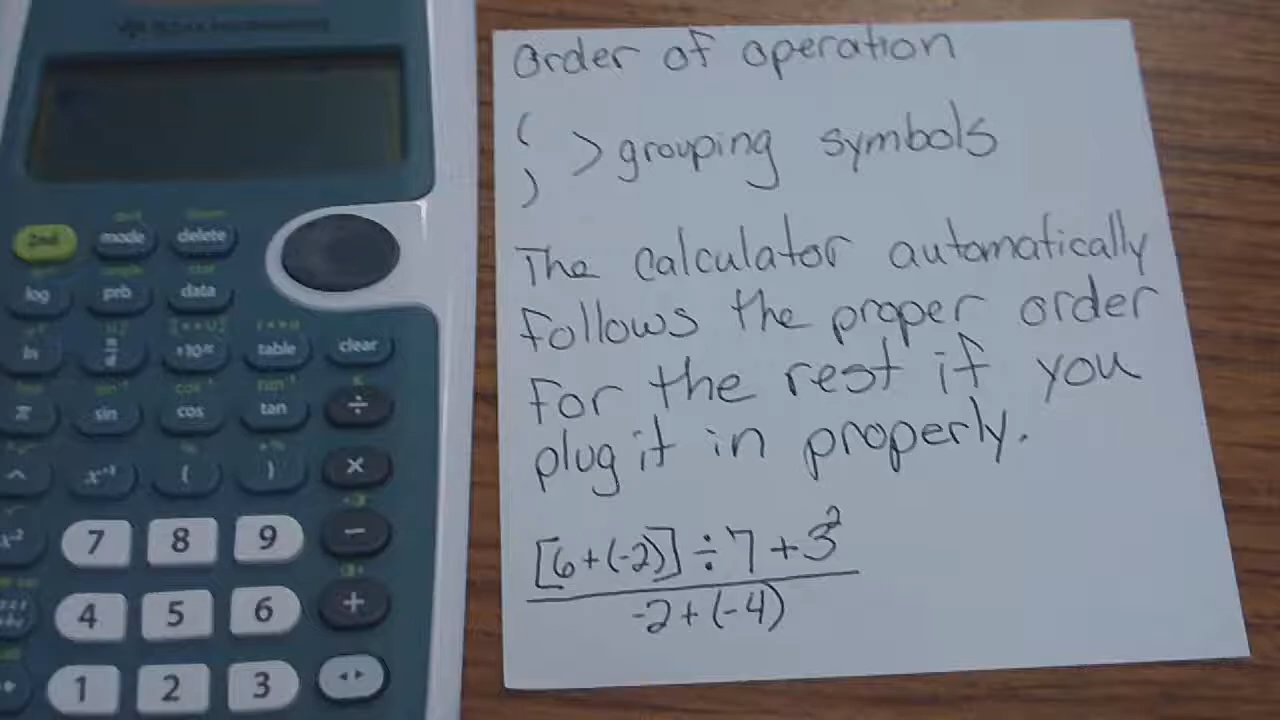 order of operation
(
) > grouping symbols
The calculator automatically
follows the proper order
for the rest if you
plug it in properly.
[6+(-2)] ÷ 7 + 3²
-2+(-4)
2nd mode delete
log prb data
ln n/d table clear
π sin cos tan ÷
^ ( ) ×
x² 7 8 9 −
4 5 6 +
1 2 3